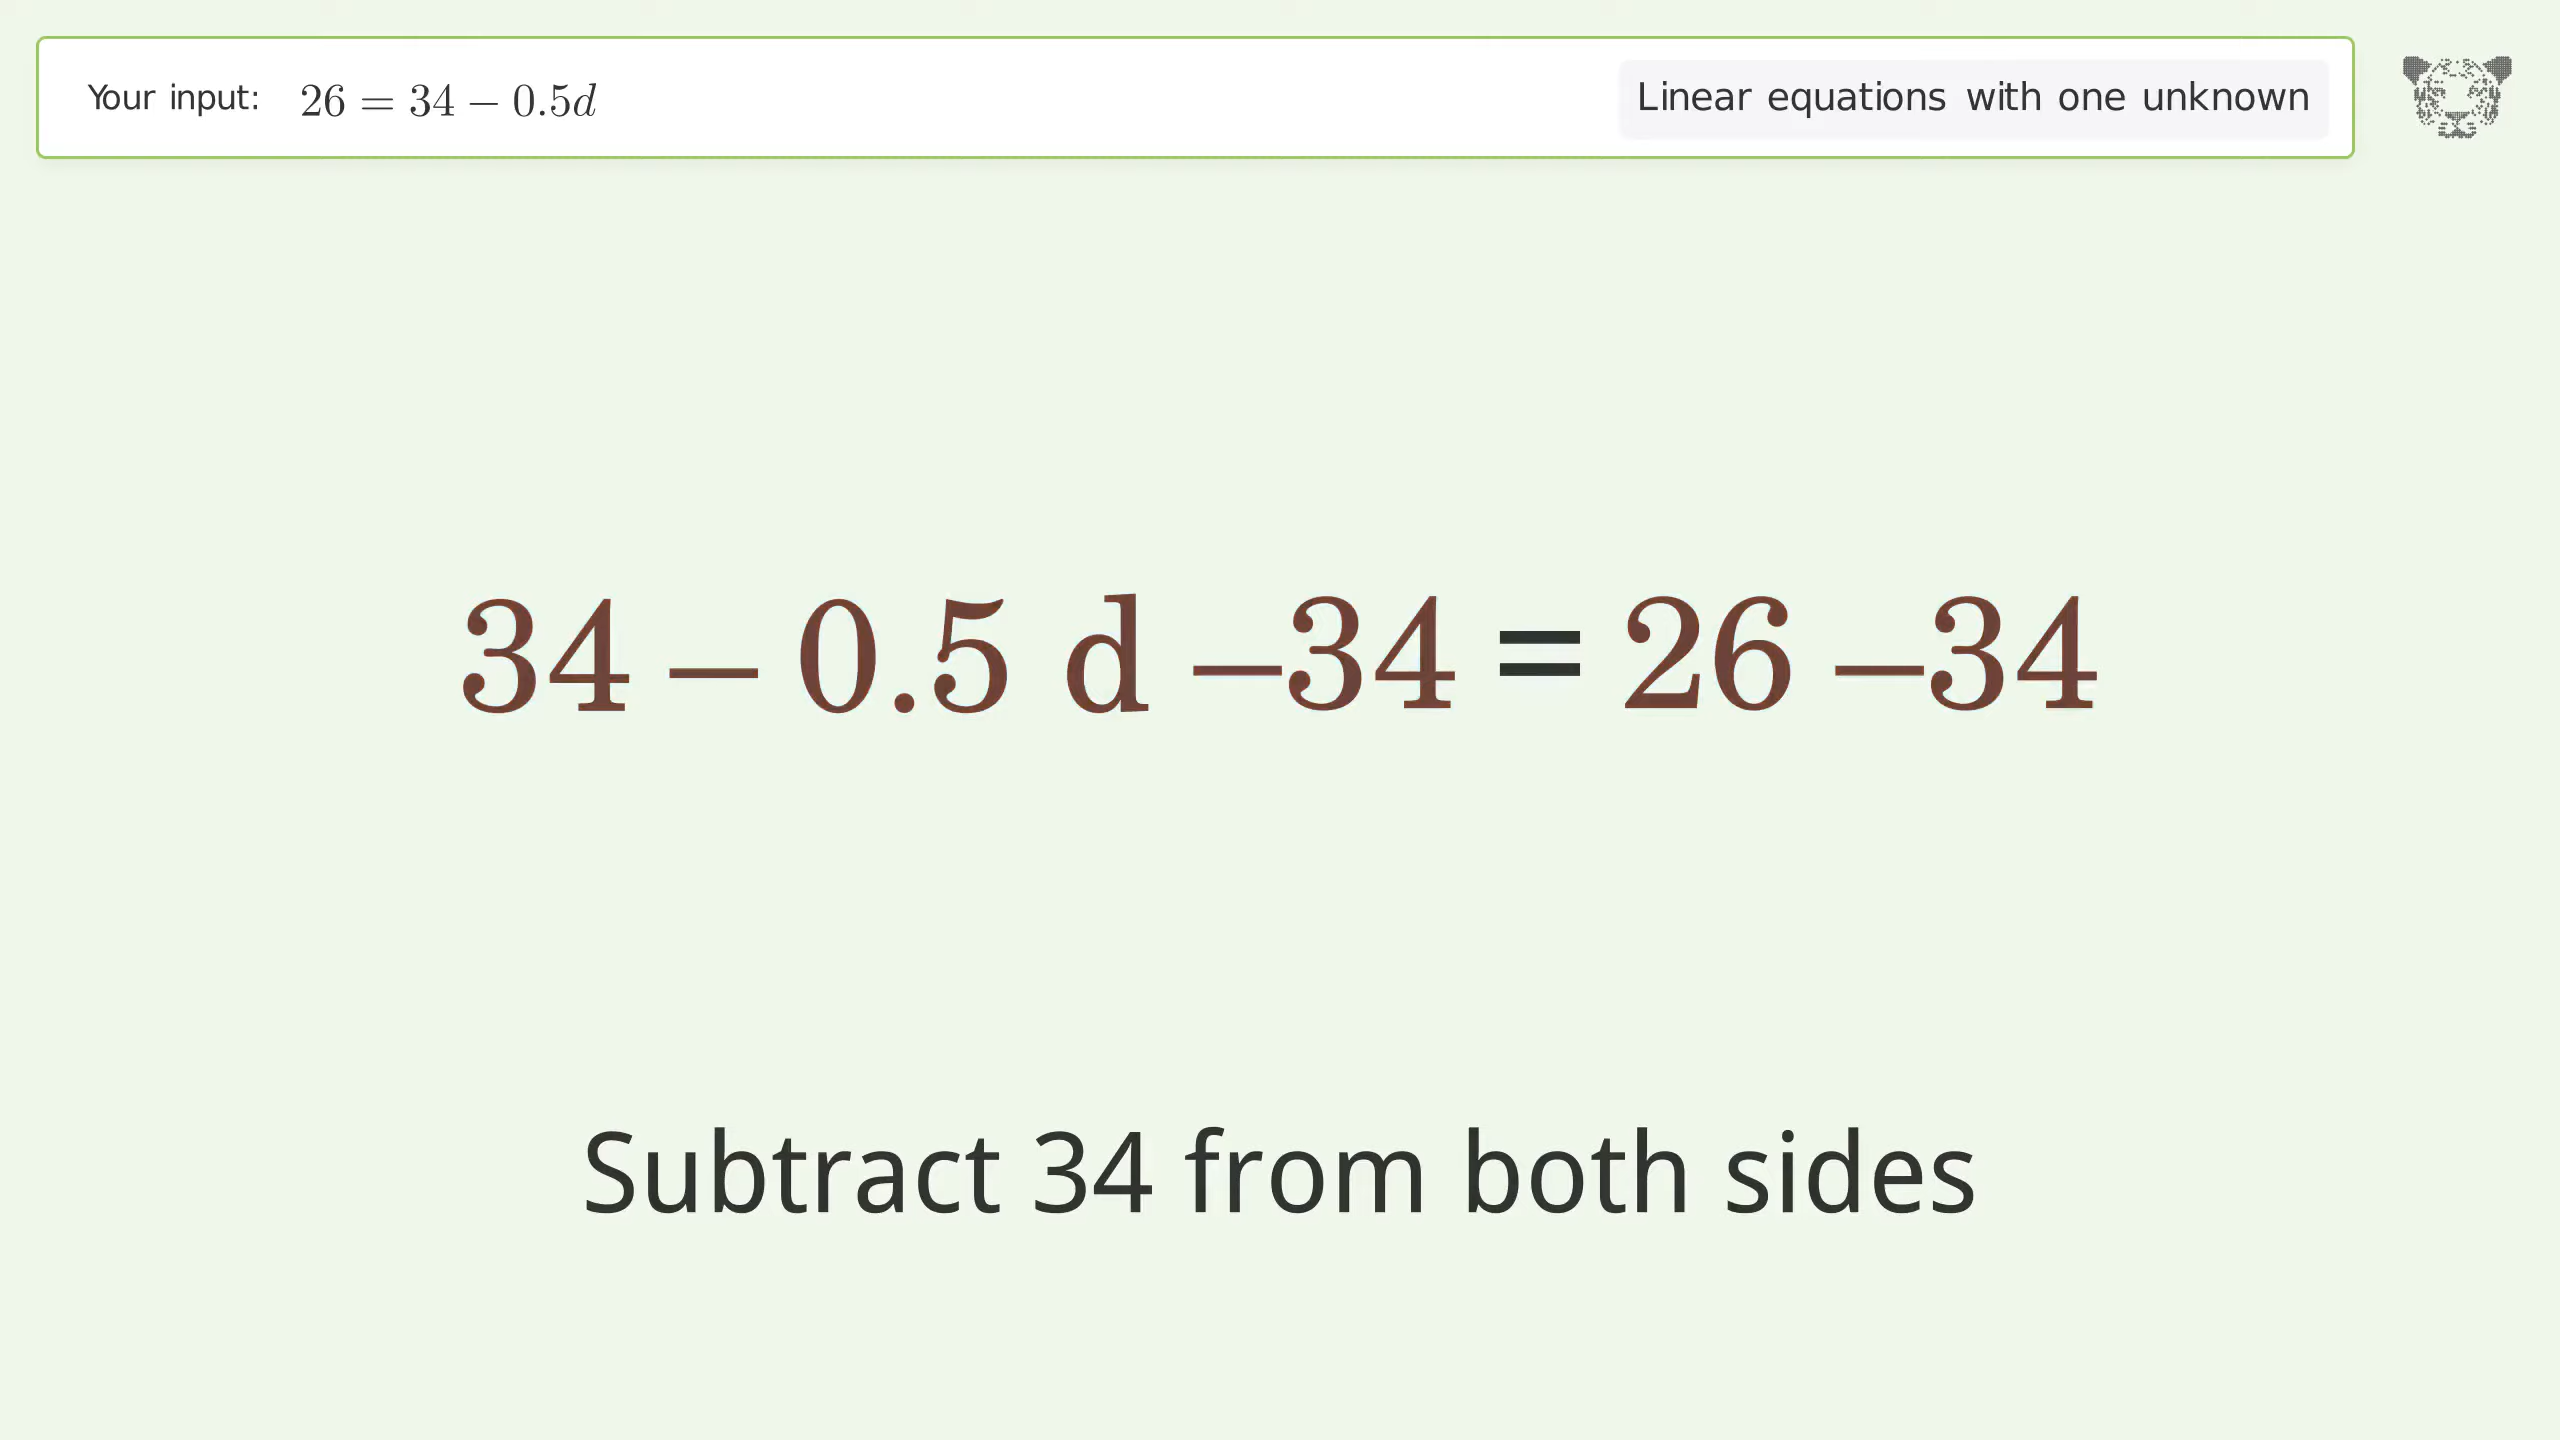 Your input: 26 = 34 − 0.5d
Linear equations with one unknown
34 − 0.5 d −34 = 26 −34
Subtract 34 from both sides